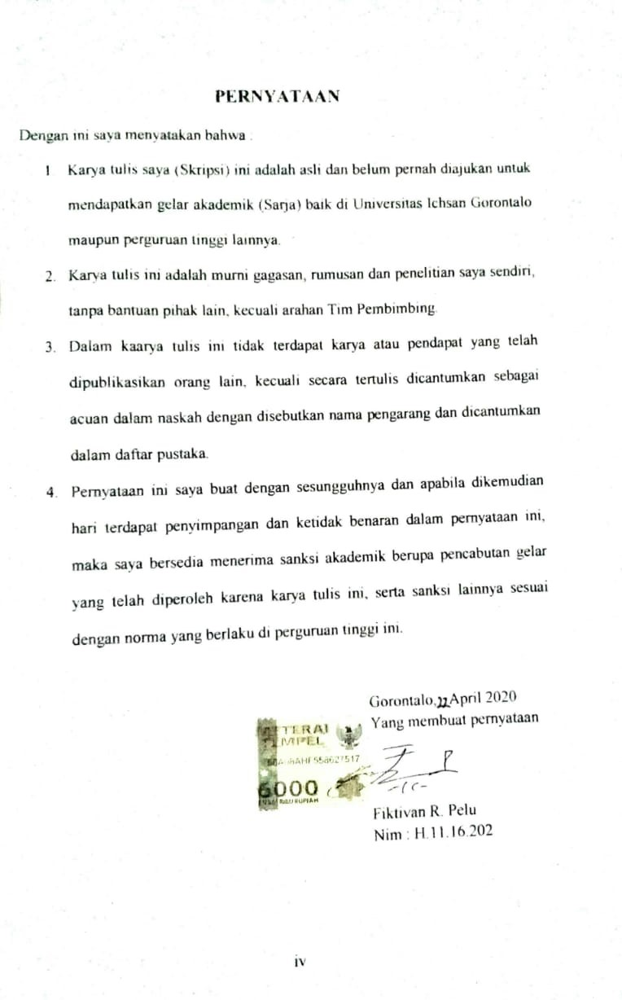 PERNYATAAN
Dengan ini saya menyatakan bahwa :
1 Karya tulis saya (Skripsi) ini adalah asli dan belum pernah diajukan untuk
mendapatkan gelar akademik (Sarja) baik di Universitas Ichsan Gorontalo
maupun perguruan tinggi lainnya.
2. Karya tulis ini adalah murni gagasan, rumusan dan penelitian saya sendiri,
tanpa bantuan pihak lain, kecuali arahan Tim Pembimbing.
3. Dalam kaarya tulis ini tidak terdapat karya atau pendapat yang telah
dipublikasikan orang lain, kecuali secara tertulis dicantumkan sebagai
acuan dalam naskah dengan disebutkan nama pengarang dan dicantumkan
dalam daftar pustaka.
4. Pernyataan ini saya buat dengan sesungguhnya dan apabila dikemudian
hari terdapat penyimpangan dan ketidak benaran dalam pernyataan ini,
maka saya bersedia menerima sanksi akademik berupa pencabutan gelar
yang telah diperoleh karena karya tulis ini, serta sanksi lainnya sesuai
dengan norma yang berlaku di perguruan tinggi ini.
Gorontalo, 22 April 2020
Yang membuat pernyataan
METERAI
TEMPEL
6000
RIBU RUPIAH
Fiktivan R. Pelu
Nim : H.11.16.202
iv